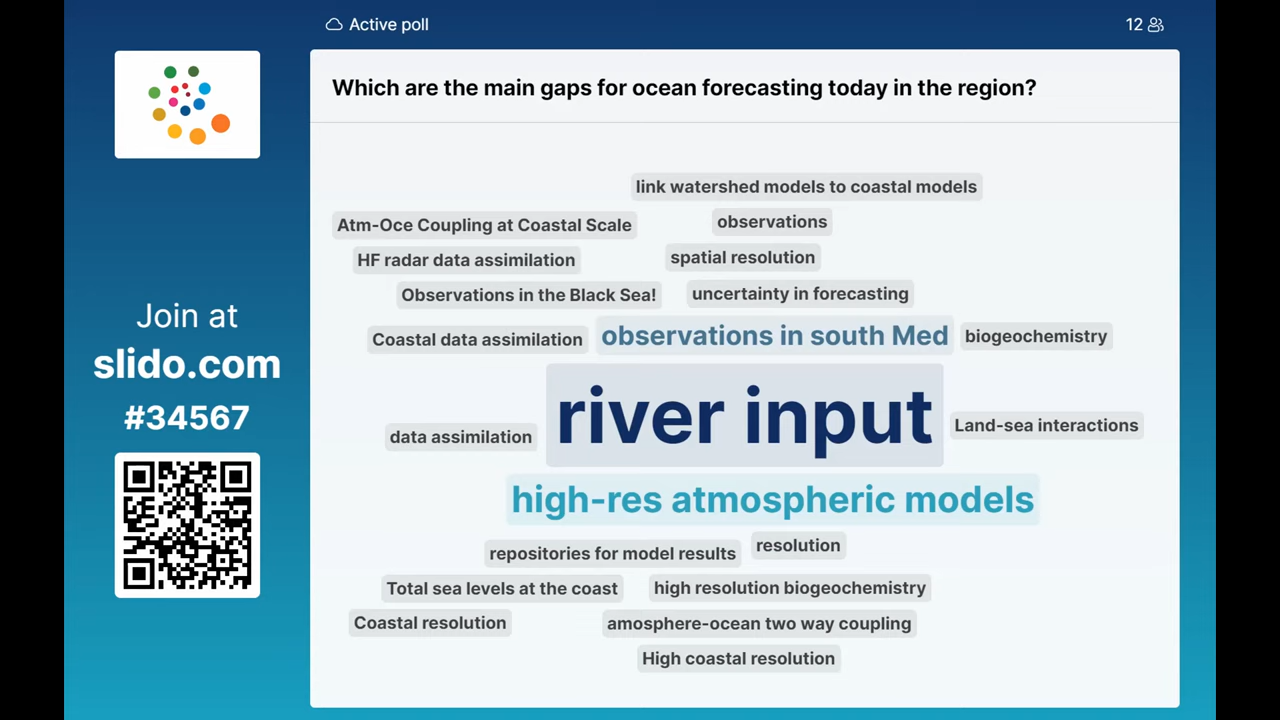 Active poll
12
Which are the main gaps for ocean forecasting today in the region?
Join at
slido.com
#34567
link watershed models to coastal models
Atm-Oce Coupling at Coastal Scale
observations
HF radar data assimilation
spatial resolution
Observations in the Black Sea!
uncertainty in forecasting
Coastal data assimilation
observations in south Med
biogeochemistry
river input
data assimilation
Land-sea interactions
high-res atmospheric models
repositories for model results
resolution
Total sea levels at the coast
high resolution biogeochemistry
Coastal resolution
amosphere-ocean two way coupling
High coastal resolution